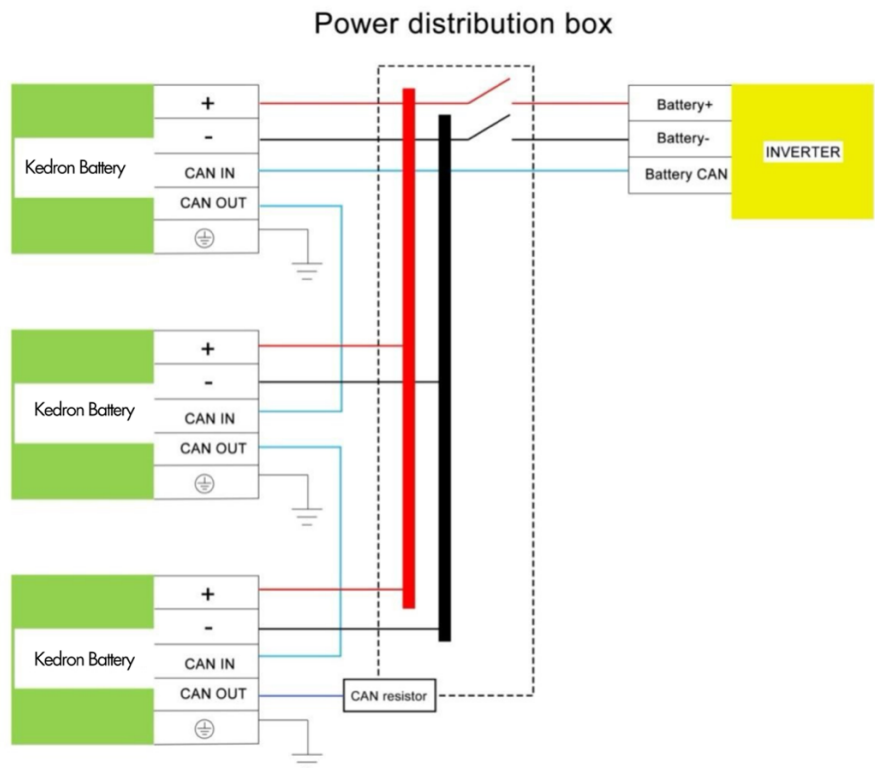 Power distribution box
+
-
Kedron Battery
CAN IN
CAN OUT
Battery+
Battery-
Battery CAN
INVERTER
+
-
Kedron Battery
CAN IN
CAN OUT
+
-
Kedron Battery
CAN IN
CAN OUT
CAN resistor